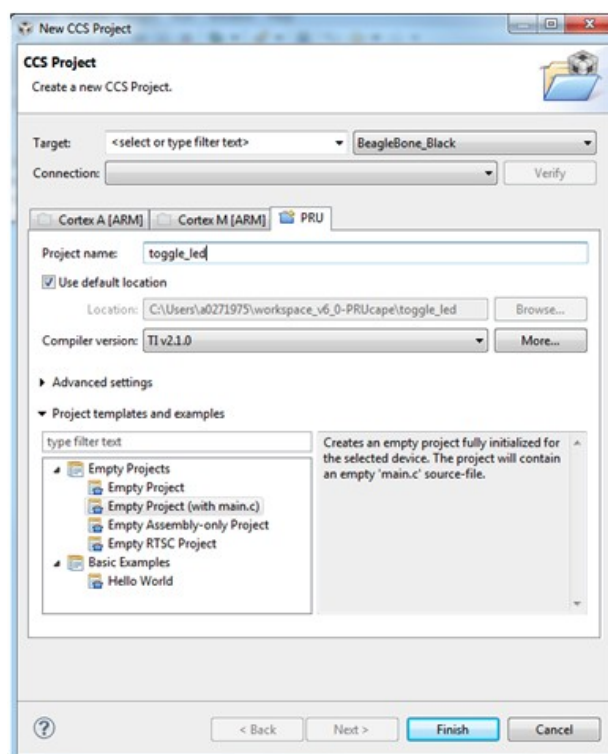 New CCS Project
CCS Project
Create a new CCS Project.
Target: <select or type filter text> BeagleBone_Black
Connection: Verify
Cortex A [ARM] Cortex M [ARM] PRU
Project name: toggle_led
Use default location
Location: C:\Users\a0271975\workspace_v6_0-PRUcape\toggle_led Browse...
Compiler version: TI v2.1.0 More...
Advanced settings
Project templates and examples
type filter text
Empty Projects
Empty Project
Empty Project (with main.c)
Empty Assembly-only Project
Empty RTSC Project
Basic Examples
Hello World
Creates an empty project fully initialized for
the selected device. The project will contain
an empty 'main.c' source-file.
? < Back Next > Finish Cancel